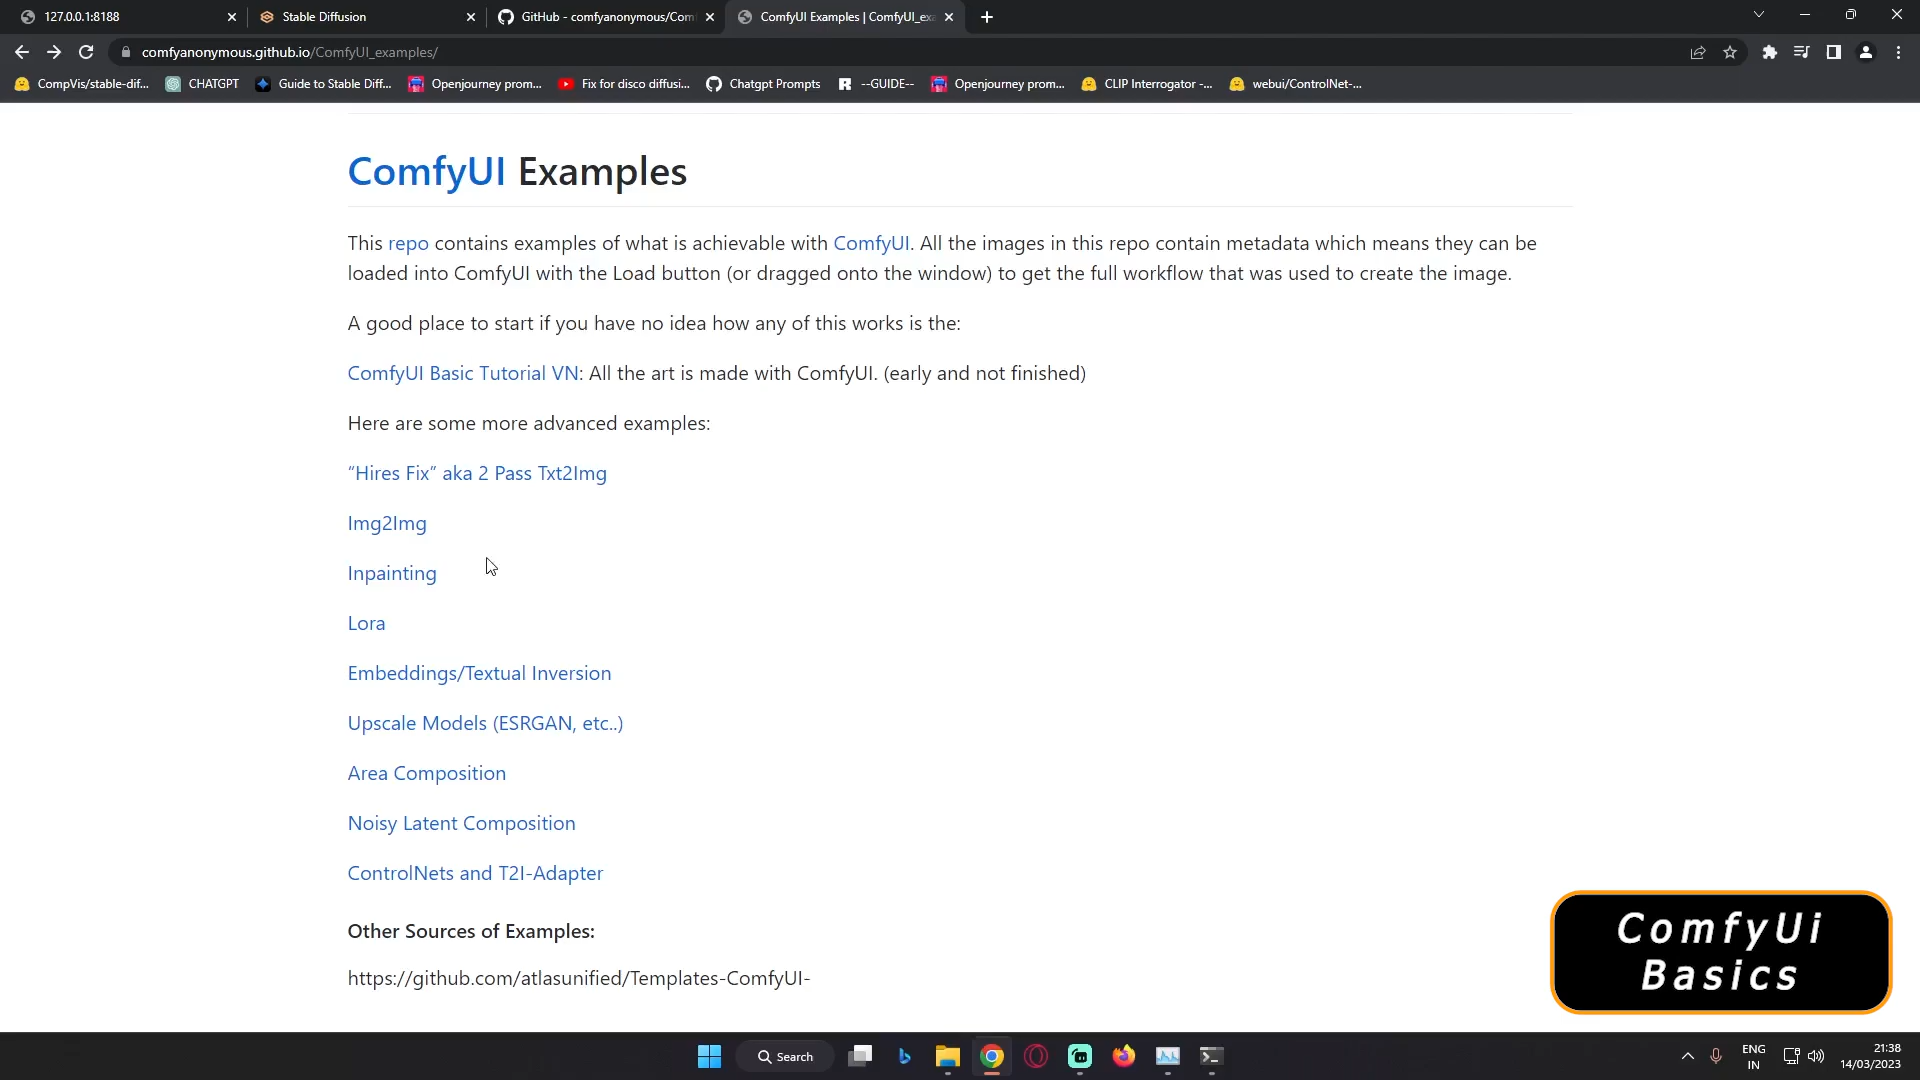 127.0.0.1:8188
Stable Diffusion
GitHub - comfyanonymous/Com
ComfyUI Examples | ComfyUI_exa
comfyanonymous.github.io/ComfyUI_examples/
CompVis/stable-dif...
CHATGPT
Guide to Stable Diff...
Openjourney prom...
Fix for disco diffusi...
Chatgpt Prompts
--GUIDE--
Openjourney prom...
CLIP Interrogator -...
webui/ControlNet-...
ComfyUI Examples
This repo contains examples of what is achievable with ComfyUI. All the images in this repo contain metadata which means they can be
loaded into ComfyUI with the Load button (or dragged onto the window) to get the full workflow that was used to create the image.
A good place to start if you have no idea how any of this works is the:
ComfyUI Basic Tutorial VN: All the art is made with ComfyUI. (early and not finished)
Here are some more advanced examples:
“Hires Fix” aka 2 Pass Txt2Img
Img2Img
Inpainting
Lora
Embeddings/Textual Inversion
Upscale Models (ESRGAN, etc..)
Area Composition
Noisy Latent Composition
ControlNets and T2I-Adapter
Other Sources of Examples:
https://github.com/atlasunified/Templates-ComfyUI-
ComfyUi
Basics
Search
ENG
IN
21:38
14/03/2023